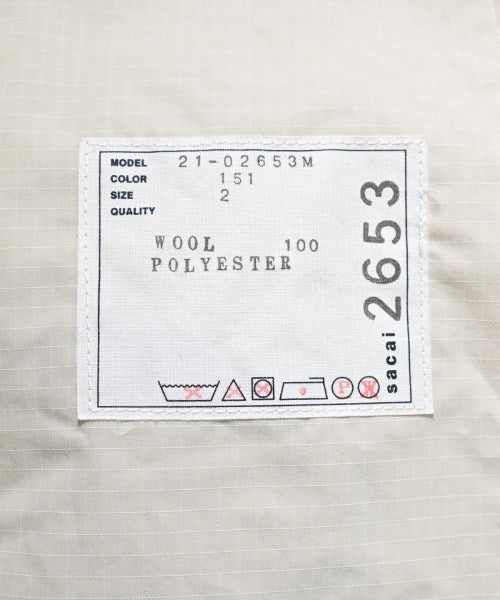 MODEL 21-02653M
COLOR 151
SIZE 2
QUALITY
WOOL 100
POLYESTER
sacai 2653
P
W